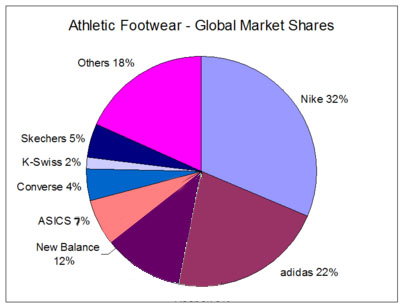 Athletic Footwear - Global Market Shares
Others 18%
Nike 32%
Skechers 5%
K-Swiss 2%
Converse 4%
ASICS 7%
New Balance
12%
adidas 22%